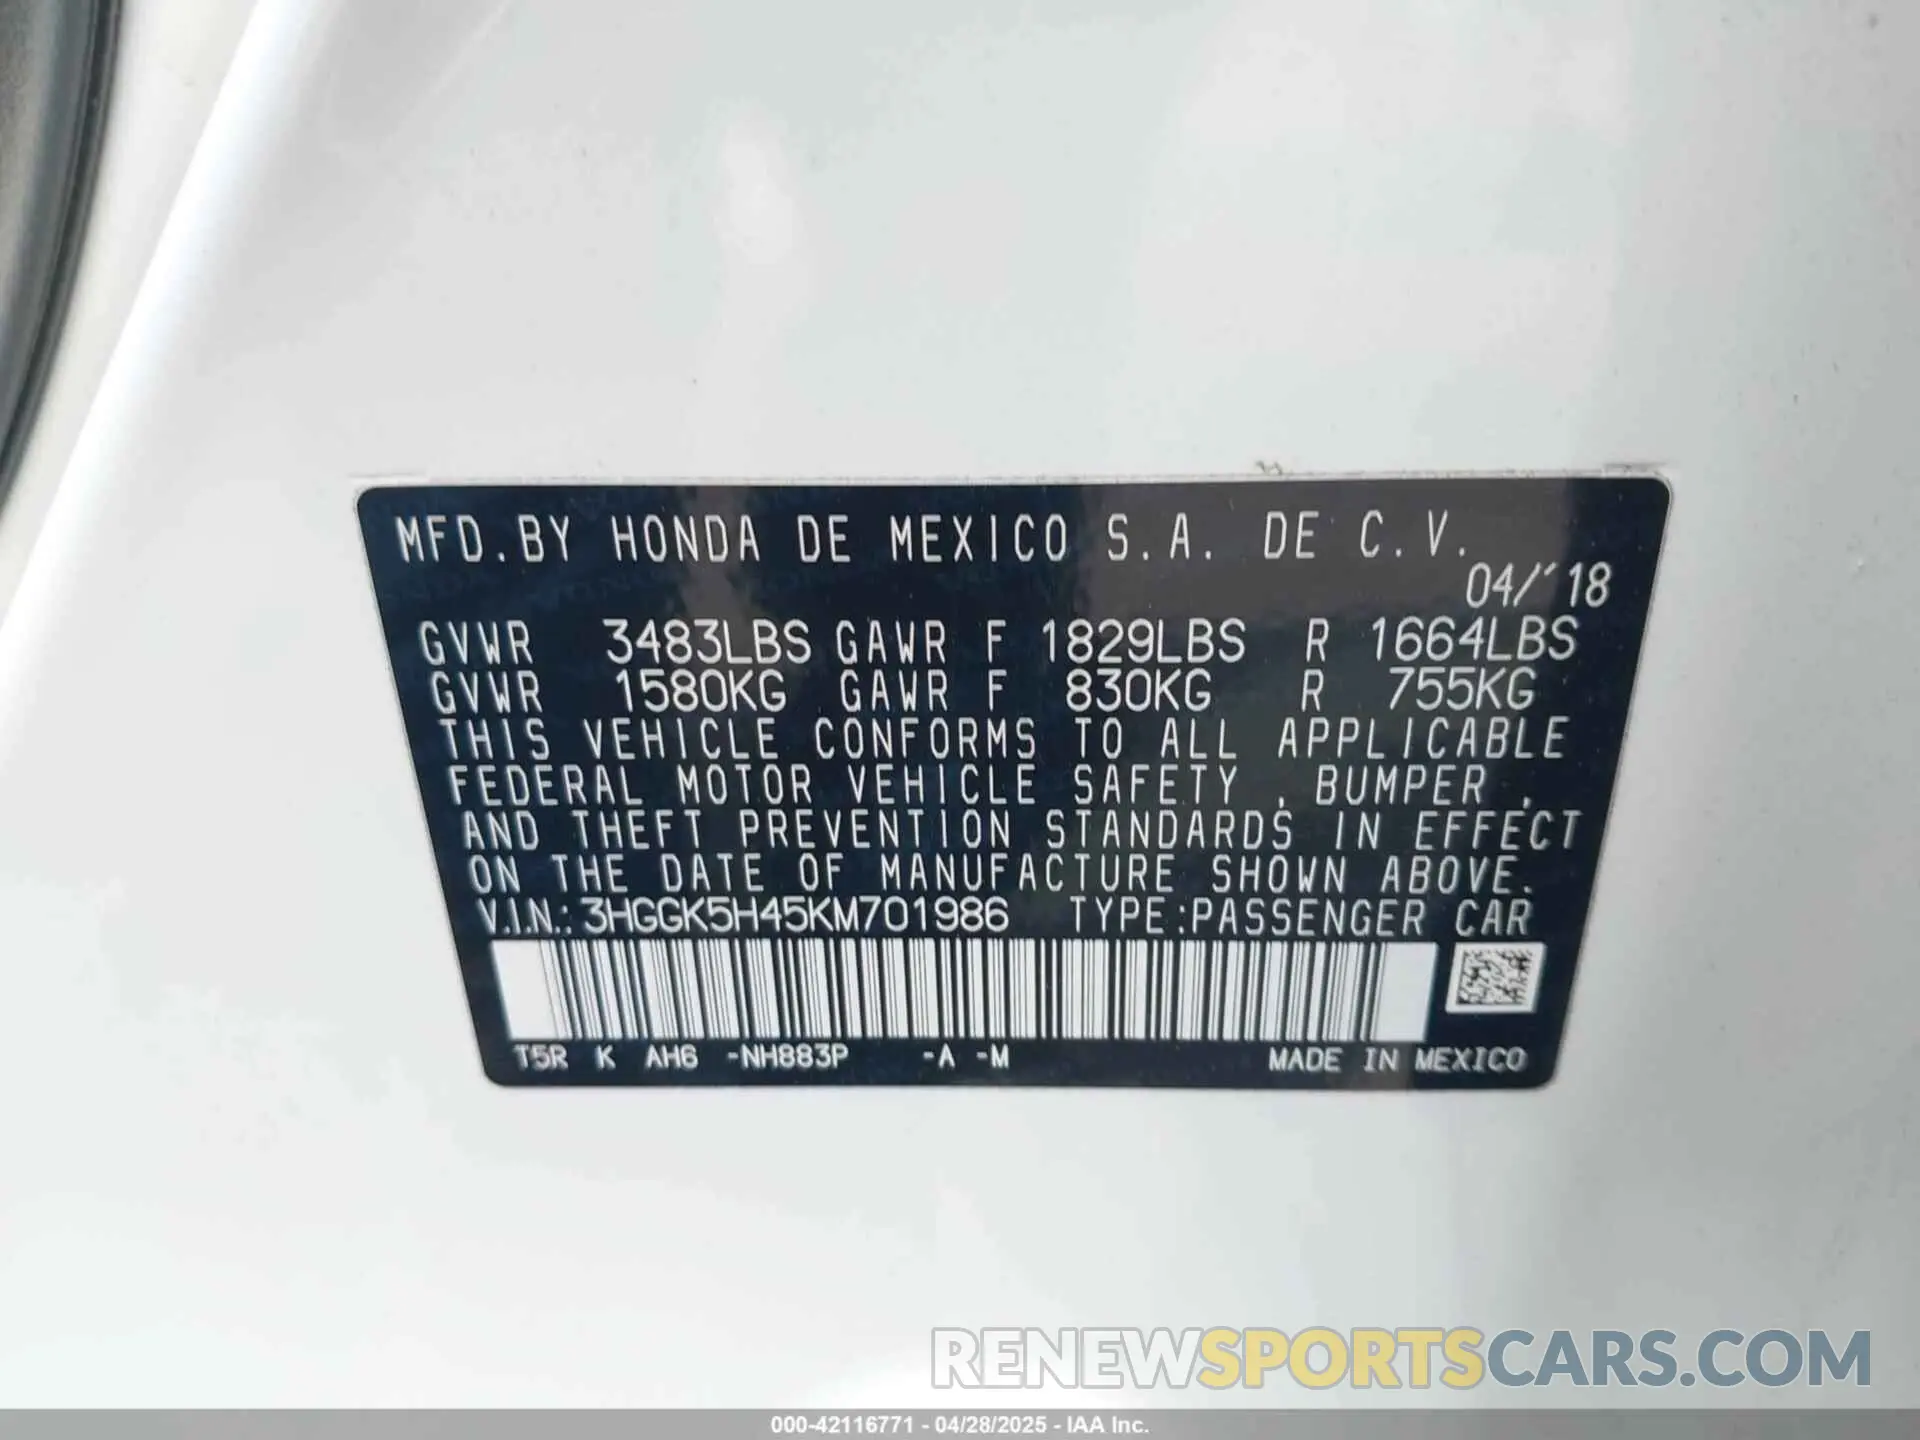 MFD.BY HONDA DE MEXICO S.A. DE C.V.
04/'18
GVWR 3483LBS GAWR F 1829LBS R 1664LBS
GVWR 1580KG GAWR F 830KG R 755KG
THIS VEHICLE CONFORMS TO ALL APPLICABLE
FEDERAL MOTOR VEHICLE SAFETY , BUMPER ,
AND THEFT PREVENTION STANDARDS IN EFFECT
ON THE DATE OF MANUFACTURE SHOWN ABOVE.
V.I.N.: 3HGGK5H45KM701986 TYPE:PASSENGER CAR
T5R K AH6 -NH883P -A -M MADE IN MEXICO
RENEWSPORTSCARS.COM
000-42116771 - 04/28/2025 - IAA Inc.